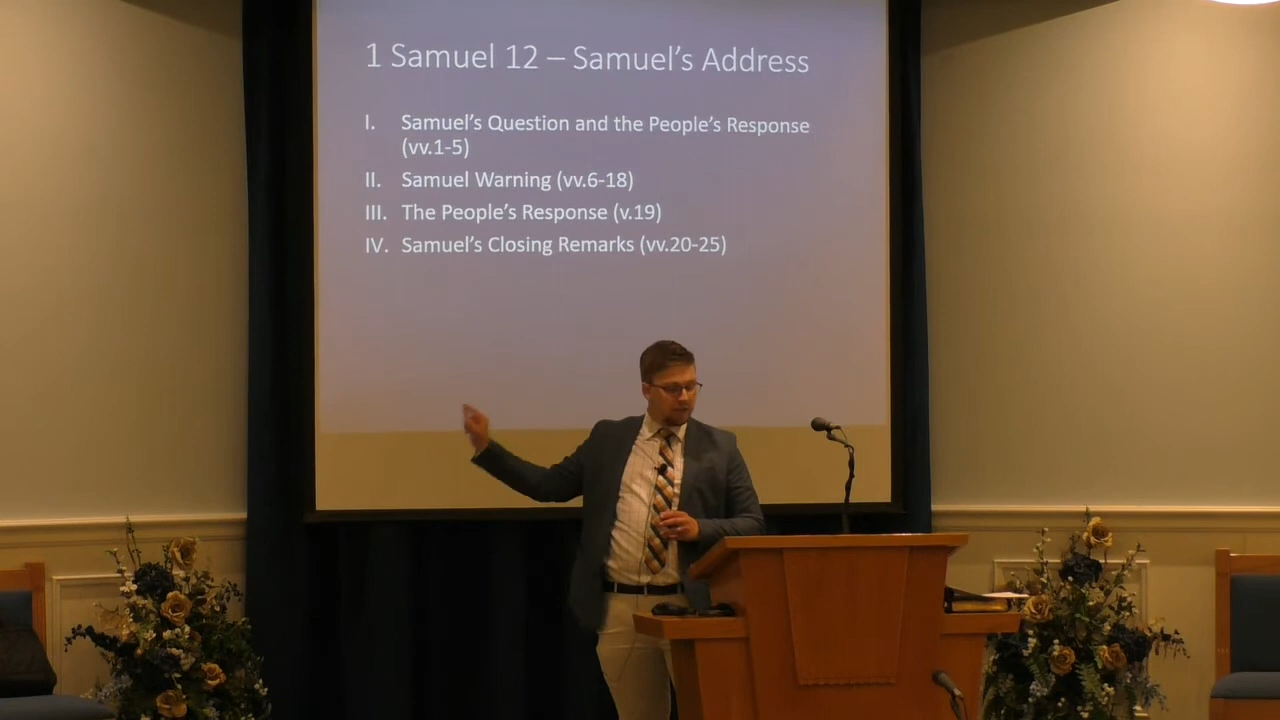 1 Samuel 12 – Samuel's Address
I. Samuel's Question and the People's Response
(vv.1-5)
II. Samuel Warning (vv.6-18)
III. The People's Response (v.19)
IV. Samuel's Closing Remarks (vv.20-25)